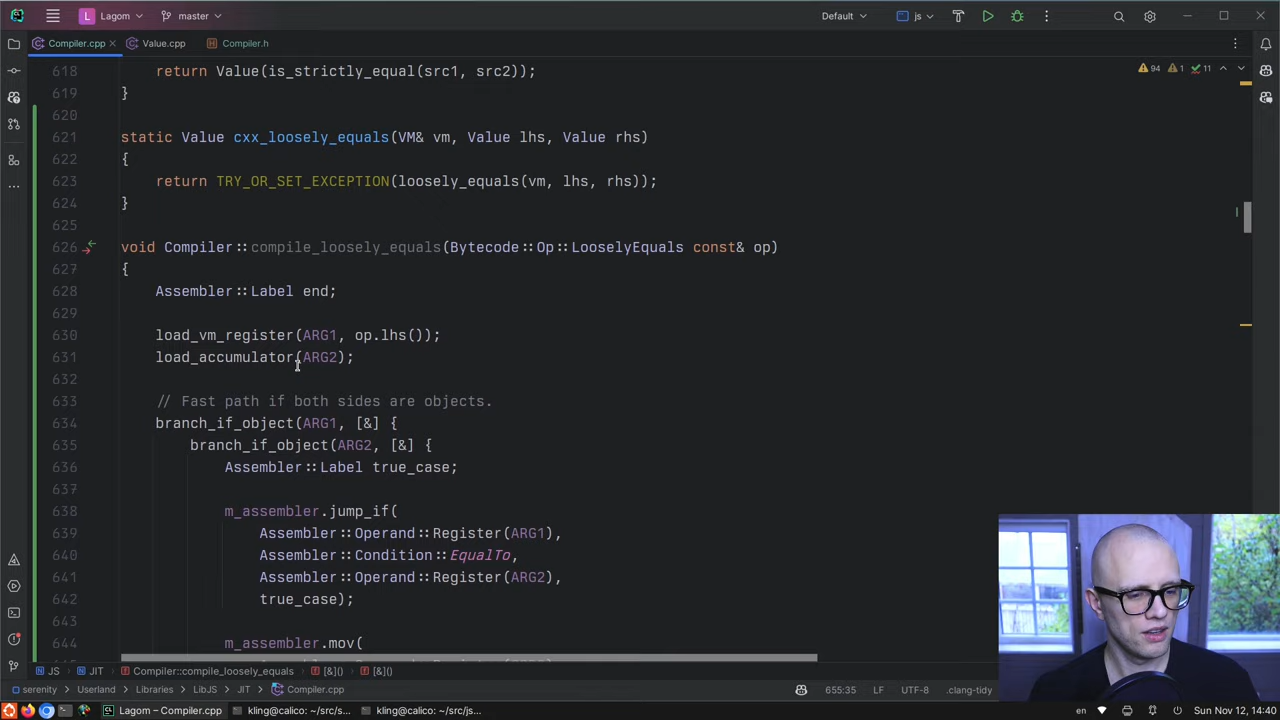 L Lagom master Default js
Compiler.cpp Value.cpp Compiler.h
618 return Value(is_strictly_equal(src1, src2)); 94 1 11
619 }
620
621 static Value cxx_loosely_equals(VM& vm, Value lhs, Value rhs)
622 {
623 return TRY_OR_SET_EXCEPTION(loosely_equals(vm, lhs, rhs));
624 }
625
626 void Compiler::compile_loosely_equals(Bytecode::Op::LooselyEquals const& op)
627 {
628 Assembler::Label end;
629
630 load_vm_register(ARG1, op.lhs());
631 load_accumulator(ARG2);
632
633 // Fast path if both sides are objects.
634 branch_if_object(ARG1, [&] {
635 branch_if_object(ARG2, [&] {
636 Assembler::Label true_case;
637
638 m_assembler.jump_if(
639 Assembler::Operand::Register(ARG1),
640 Assembler::Condition::EqualTo,
641 Assembler::Operand::Register(ARG2),
642 true_case);
643
644 m_assembler.mov(
JS JIT Compiler::compile_loosely_equals [&]() [&]()
serenity Userland Libraries LibJS JIT Compiler.cpp 655:35 LF UTF-8 .clang-tidy
Lagom – Compiler.cpp kling@calico: ~/src/s... kling@calico: ~/src/js... en Sun Nov 12, 14:40